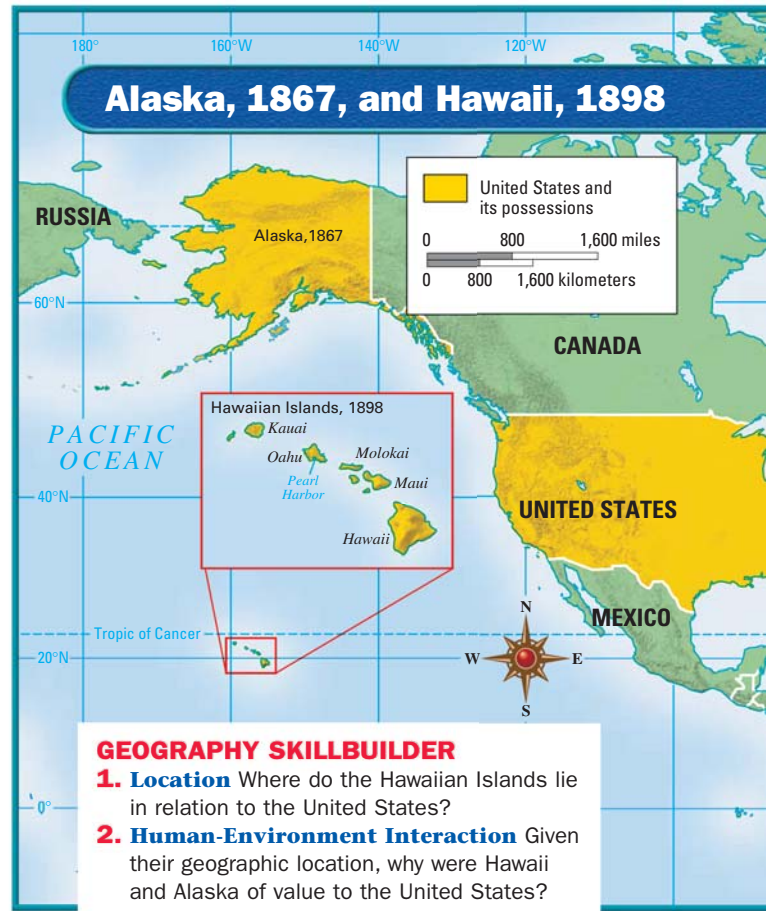 180°
160°W
140°W
120°W
Alaska, 1867, and Hawaii, 1898
United States and
its possessions
0 800 1,600 miles
0 800 1,600 kilometers
RUSSIA
Alaska,1867
60°N
CANADA
Hawaiian Islands, 1898
Kauai
PACIFIC
OCEAN
Oahu
Molokai
Pearl
Harbor
Maui
40°N
UNITED STATES
Hawaii
N
MEXICO
Tropic of Cancer
20°N
W
E
S
GEOGRAPHY SKILLBUILDER
1. Location Where do the Hawaiian Islands lie
in relation to the United States?
0°
2. Human-Environment Interaction Given
their geographic location, why were Hawaii
and Alaska of value to the United States?